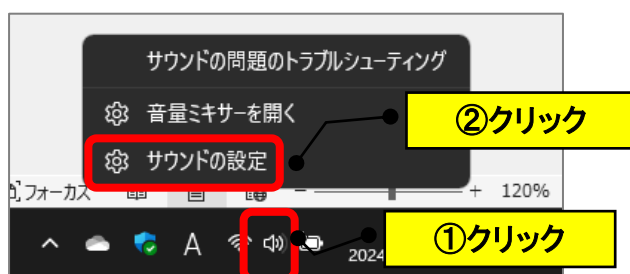 サウンドの問題のトラブルシューティング
音量ミキサーを開く
②クリック
サウンドの設定
フォーカス
120%
A
①クリック
2024